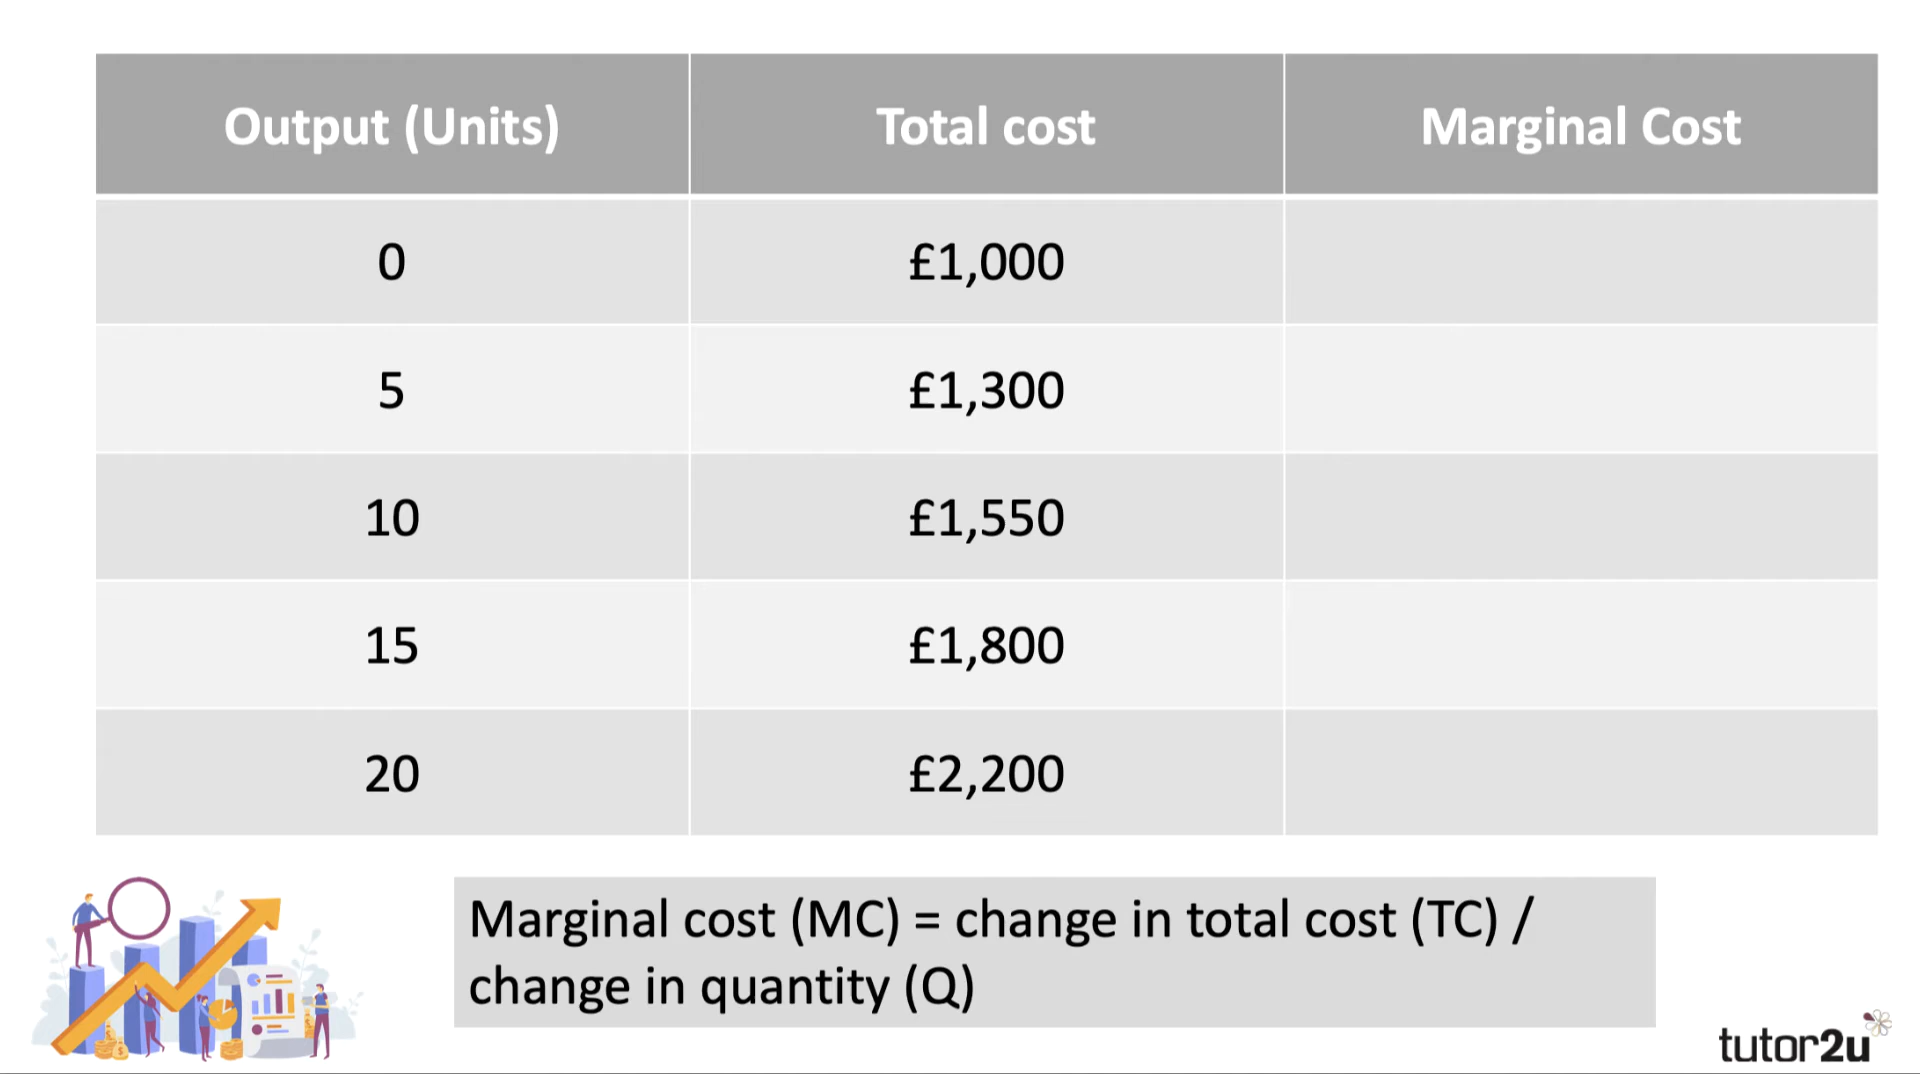 Output (Units) Total cost Marginal Cost
0 £1,000
5 £1,300
10 £1,550
15 £1,800
20 £2,200
Marginal cost (MC) = change in total cost (TC) /
change in quantity (Q)
tutor2u